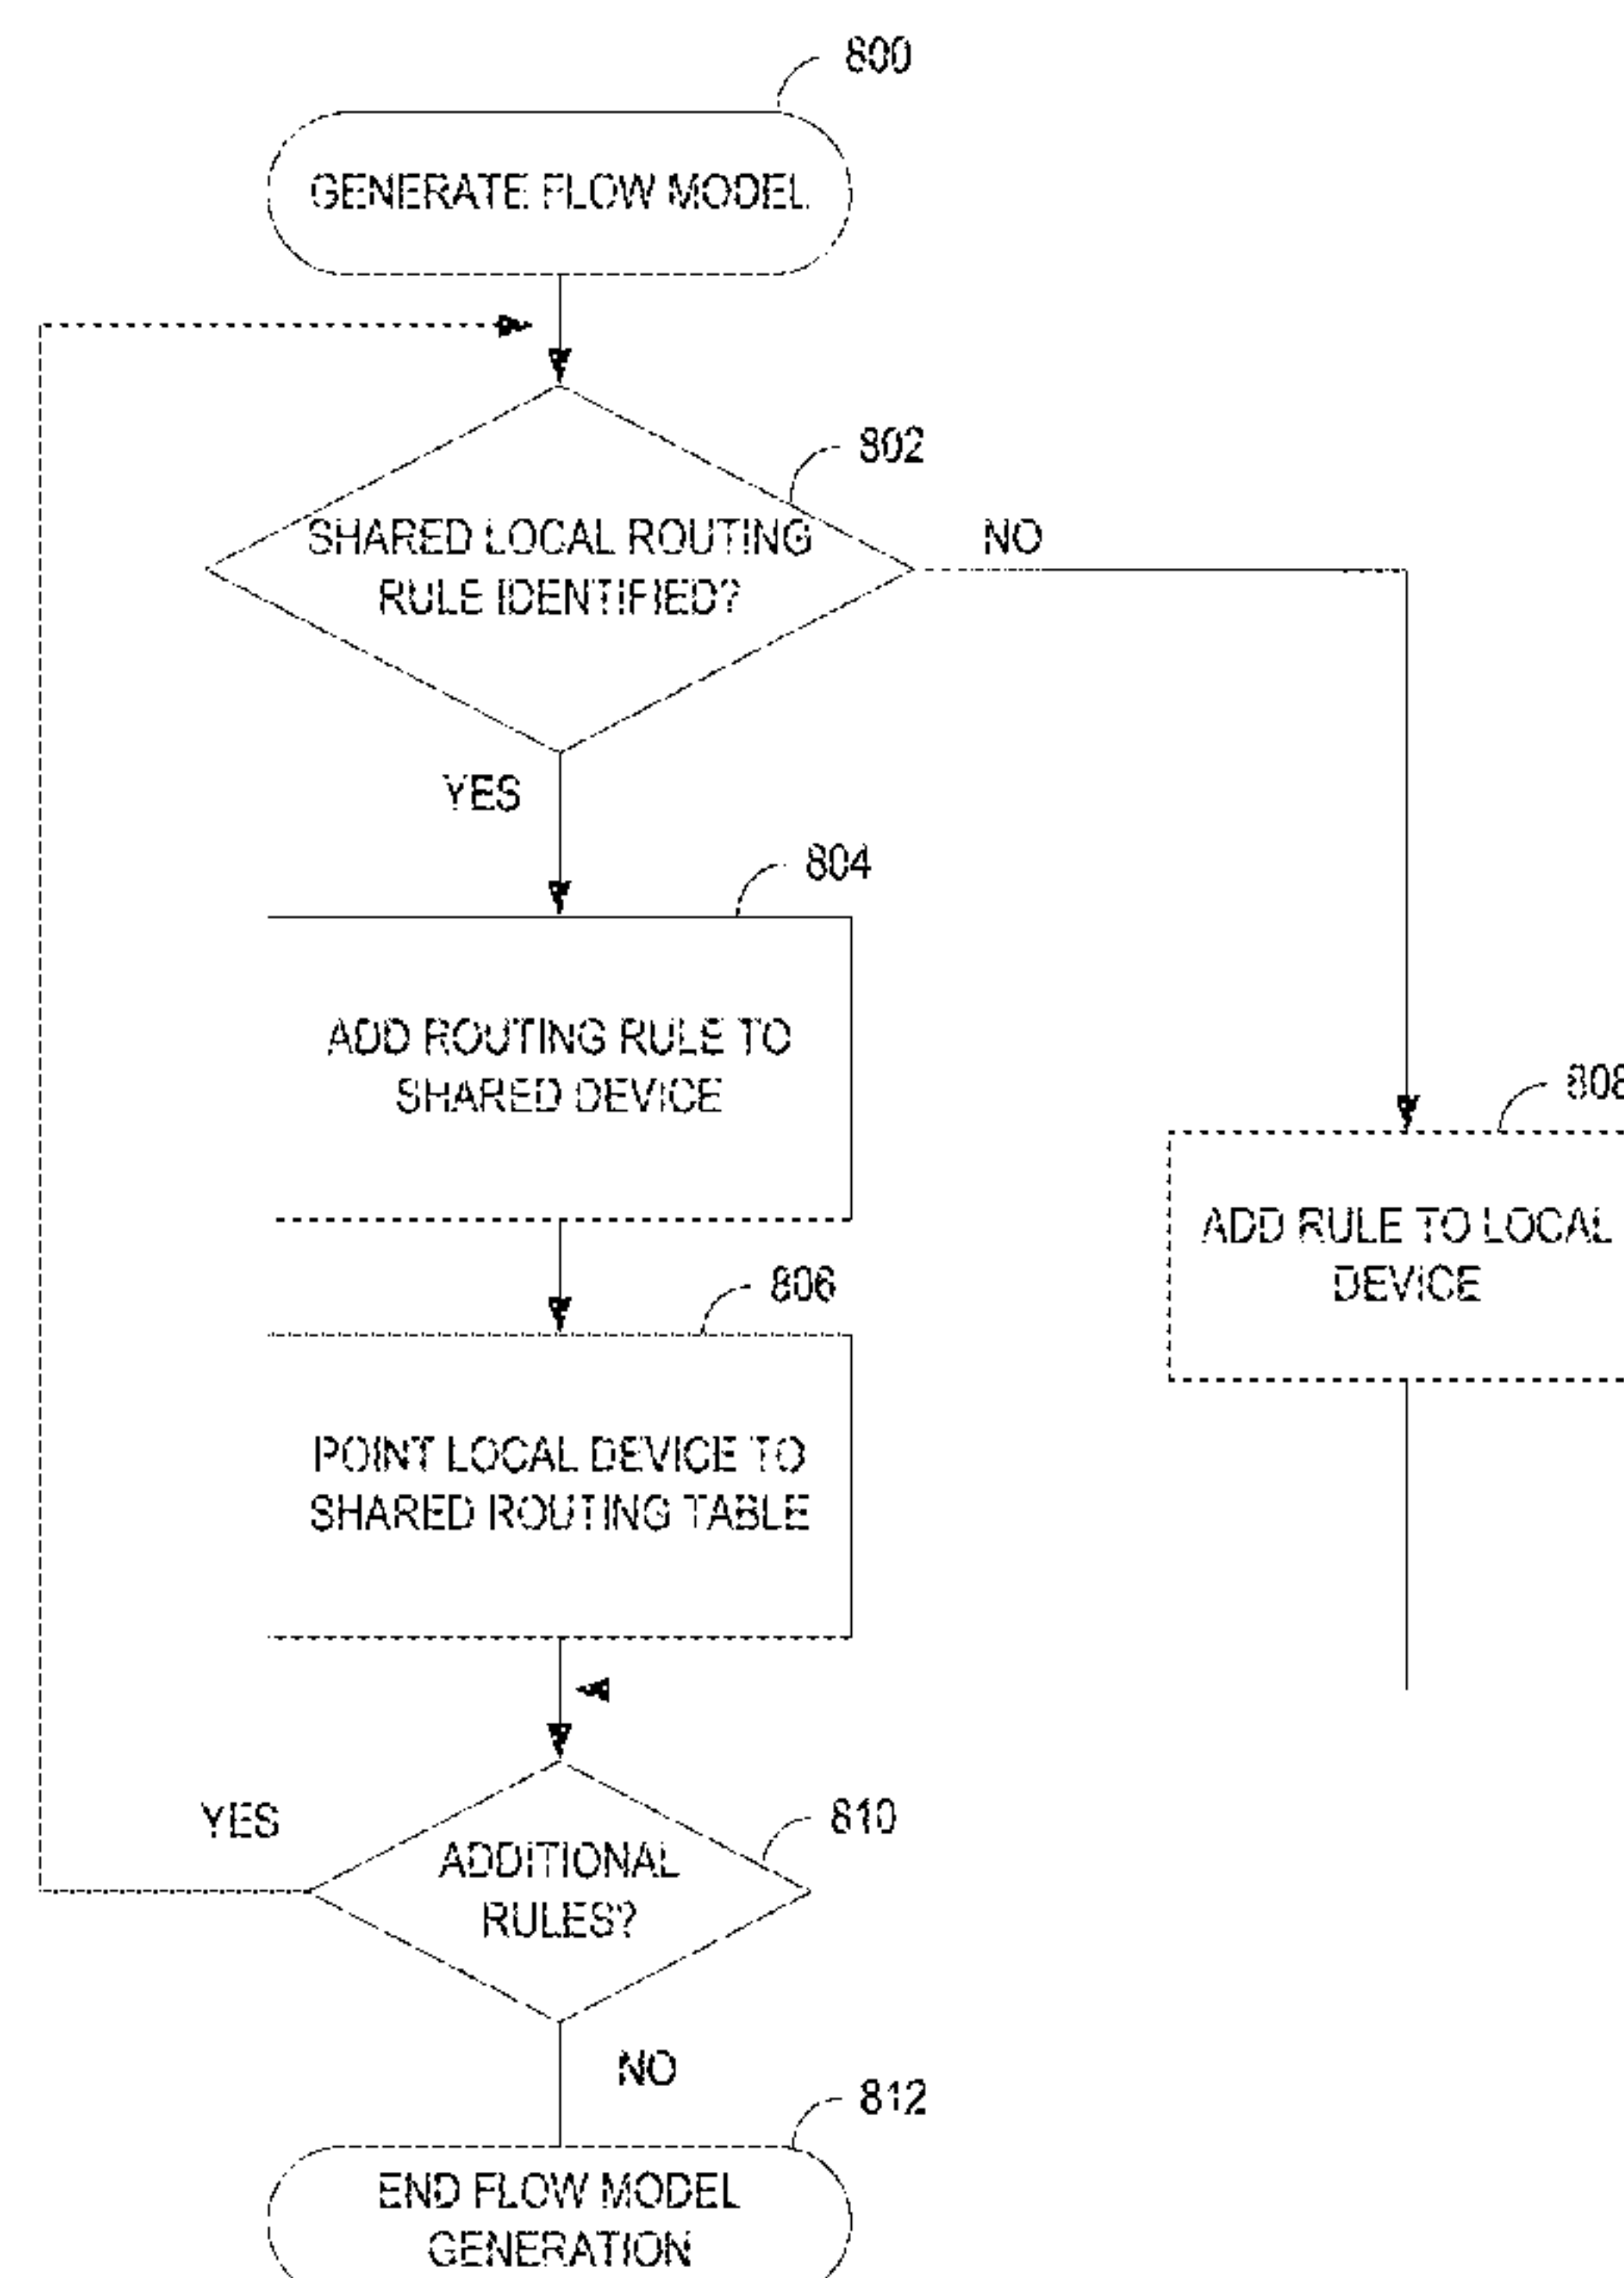 800
GENERATE FLOW MODEL
802
SHARED LOCAL ROUTING
RULE IDENTIFIED?
NO
YES
804
ADD ROUTING RULE TO
SHARED DEVICE
808
ADD RULE TO LOCAL
DEVICE
806
POINT LOCAL DEVICE TO
SHARED ROUTING TABLE
YES
810
ADDITIONAL
RULES?
NO
812
END FLOW MODEL
GENERATION